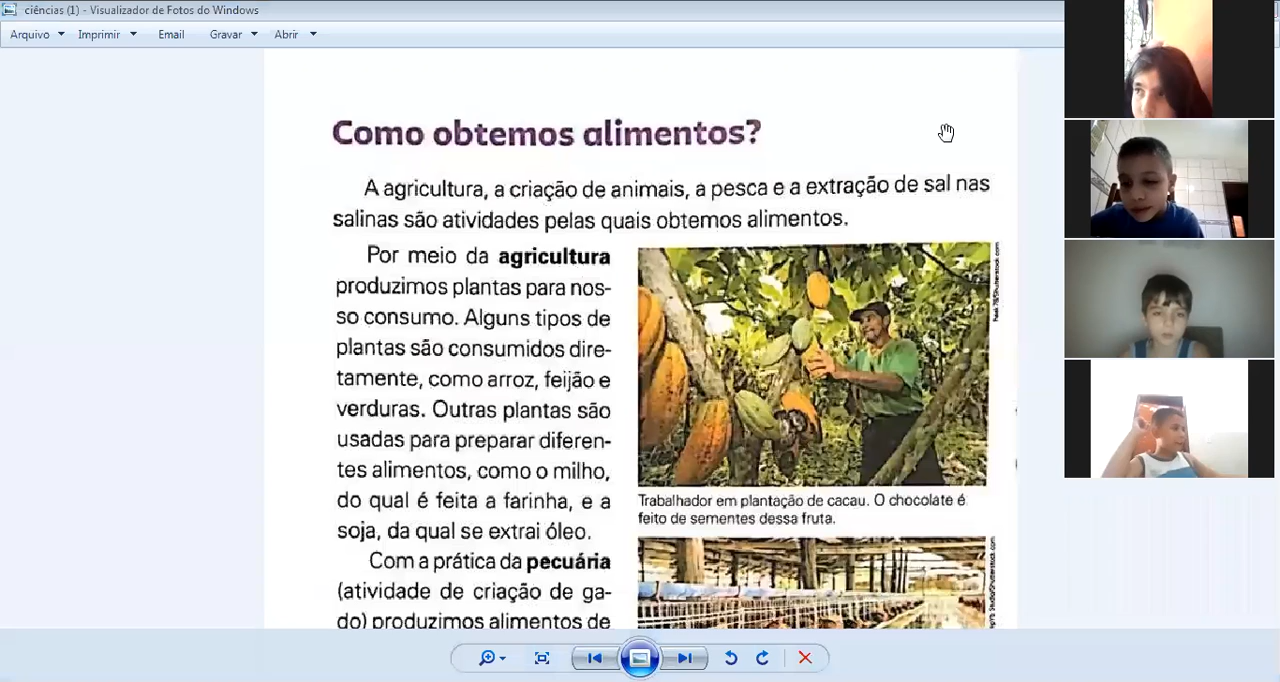 ciências (1) - Visualizador de Fotos do Windows
Arquivo Imprimir Email Gravar Abrir
Como obtemos alimentos?
A agricultura, a criação de animais, a pesca e a extração de sal nas
salinas são atividades pelas quais obtemos alimentos.
Por meio da agricultura
produzimos plantas para nos-
so consumo. Alguns tipos de
plantas são consumidos dire-
tamente, como arroz, feijão e
verduras. Outras plantas são
usadas para preparar diferen-
tes alimentos, como o milho,
do qual é feita a farinha, e a
soja, da qual se extrai óleo.
Com a prática da pecuária
(atividade de criação de ga-
do) produzimos alimentos de
Trabalhador em plantação de cacau. O chocolate é
feito de sementes dessa fruta.